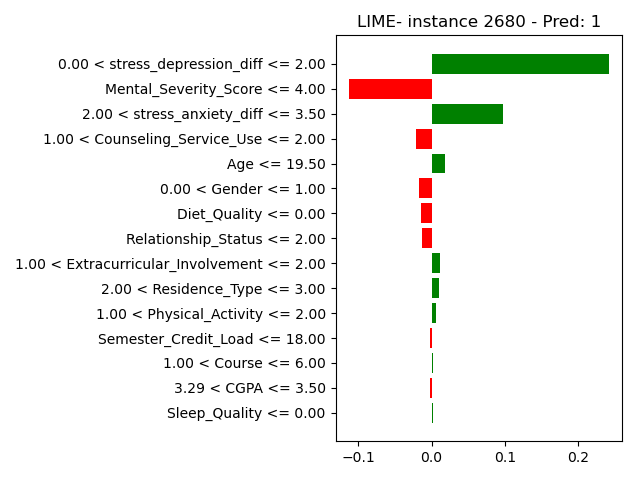 LIME- instance 2680 - Pred: 1
0.00 < stress_depression_diff <= 2.00
Mental_Severity_Score <= 4.00
2.00 < stress_anxiety_diff <= 3.50
1.00 < Counseling_Service_Use <= 2.00
Age <= 19.50
0.00 < Gender <= 1.00
Diet_Quality <= 0.00
Relationship_Status <= 2.00
1.00 < Extracurricular_Involvement <= 2.00
2.00 < Residence_Type <= 3.00
1.00 < Physical_Activity <= 2.00
Semester_Credit_Load <= 18.00
1.00 < Course <= 6.00
3.29 < CGPA <= 3.50
Sleep_Quality <= 0.00
−0.1 0.0 0.1 0.2